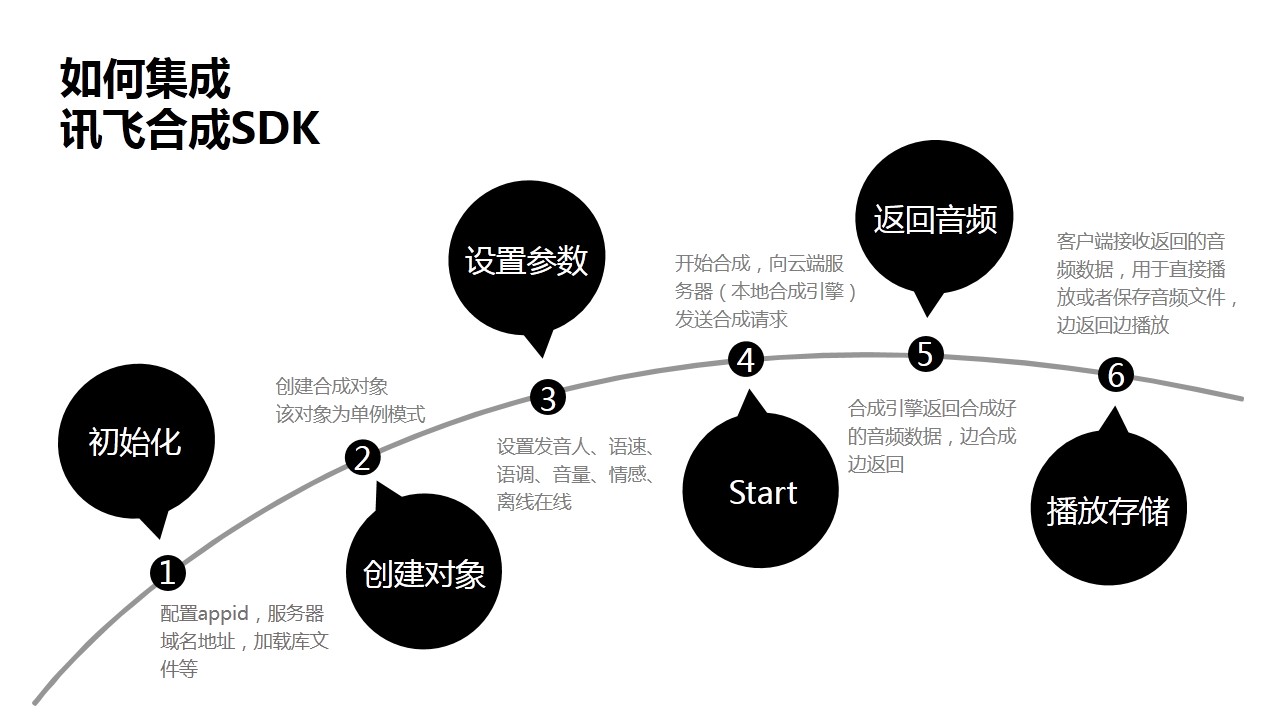 如何集成
讯飞合成SDK
初始化
1
配置appid，服务器
域名地址，加载库文
件等
创建合成对象
该对象为单例模式
2
创建对象
设置参数
3
设置发音人、语速、
语调、音量、情感、
离线在线
开始合成，向云端服
务器（本地合成引擎）
发送合成请求
4
Start
返回音频
5
合成引擎返回合成好
的音频数据，边合成
边返回
客户端接收返回的音
频数据，用于直接播
放或者保存音频文件，
边返回边播放
6
播放存储